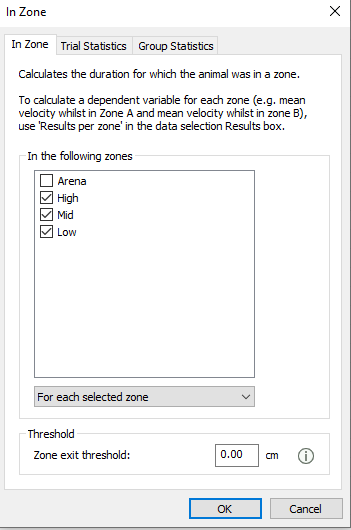 In Zone
In Zone Trial Statistics Group Statistics
Calculates the duration for which the animal was in a zone.
To calculate a dependent variable for each zone (e.g. mean
velocity whilst in Zone A and mean velocity whilst in zone B),
use 'Results per zone' in the data selection Results box.
In the following zones
Arena
High
Mid
Low
For each selected zone
Threshold
Zone exit threshold: 0.00 cm
OK Cancel